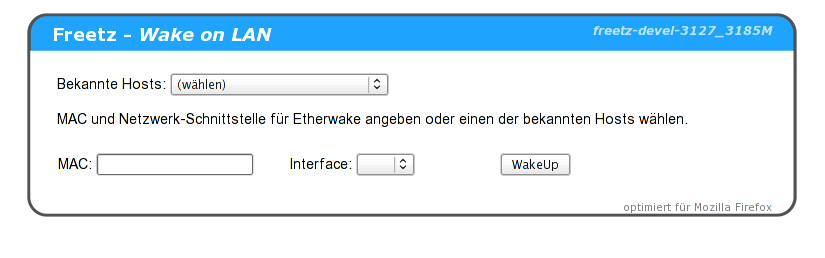 Freetz – Wake on LAN freetz-devel-3127_3185M
Bekannte Hosts: (wählen)
MAC und Netzwerk-Schnittstelle für Etherwake angeben oder einen der bekannten Hosts wählen.
MAC: Interface: WakeUp
optimiert für Mozilla Firefox